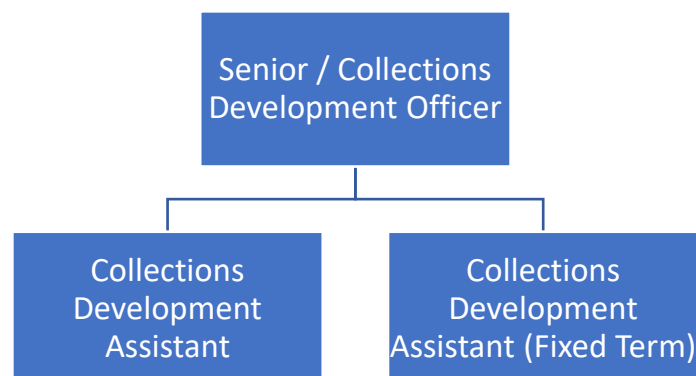 Senior / Collections
Development Officer
Collections
Development
Assistant
Collections
Development
Assistant (Fixed Term)